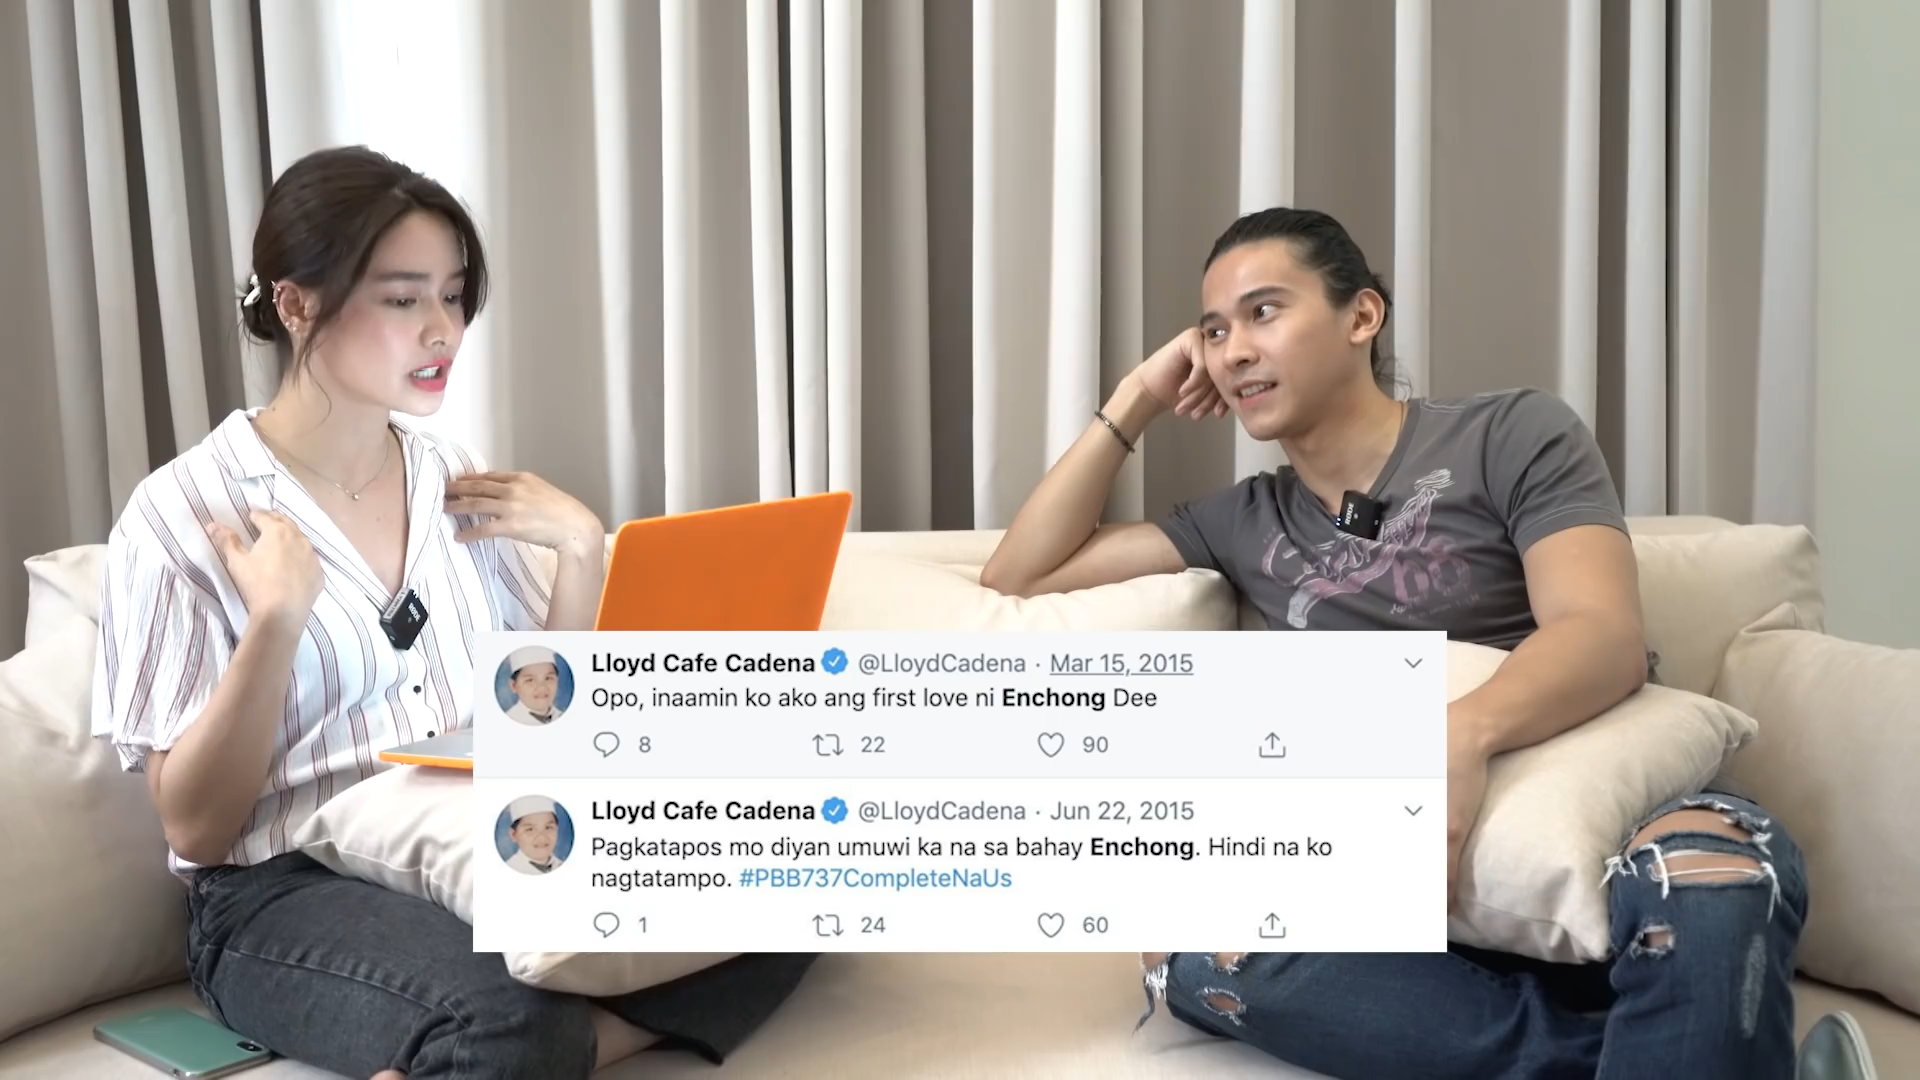 Lloyd Cafe Cadena @LloydCadena · Mar 15, 2015
Opo, inaamin ko ako ang first love ni Enchong Dee
8 22 90
Lloyd Cafe Cadena @LloydCadena · Jun 22, 2015
Pagkatapos mo diyan umuwi ka na sa bahay Enchong. Hindi na ko
nagtatampo. #PBB737CompleteNaUs
1 24 60
RØDE
RØDE